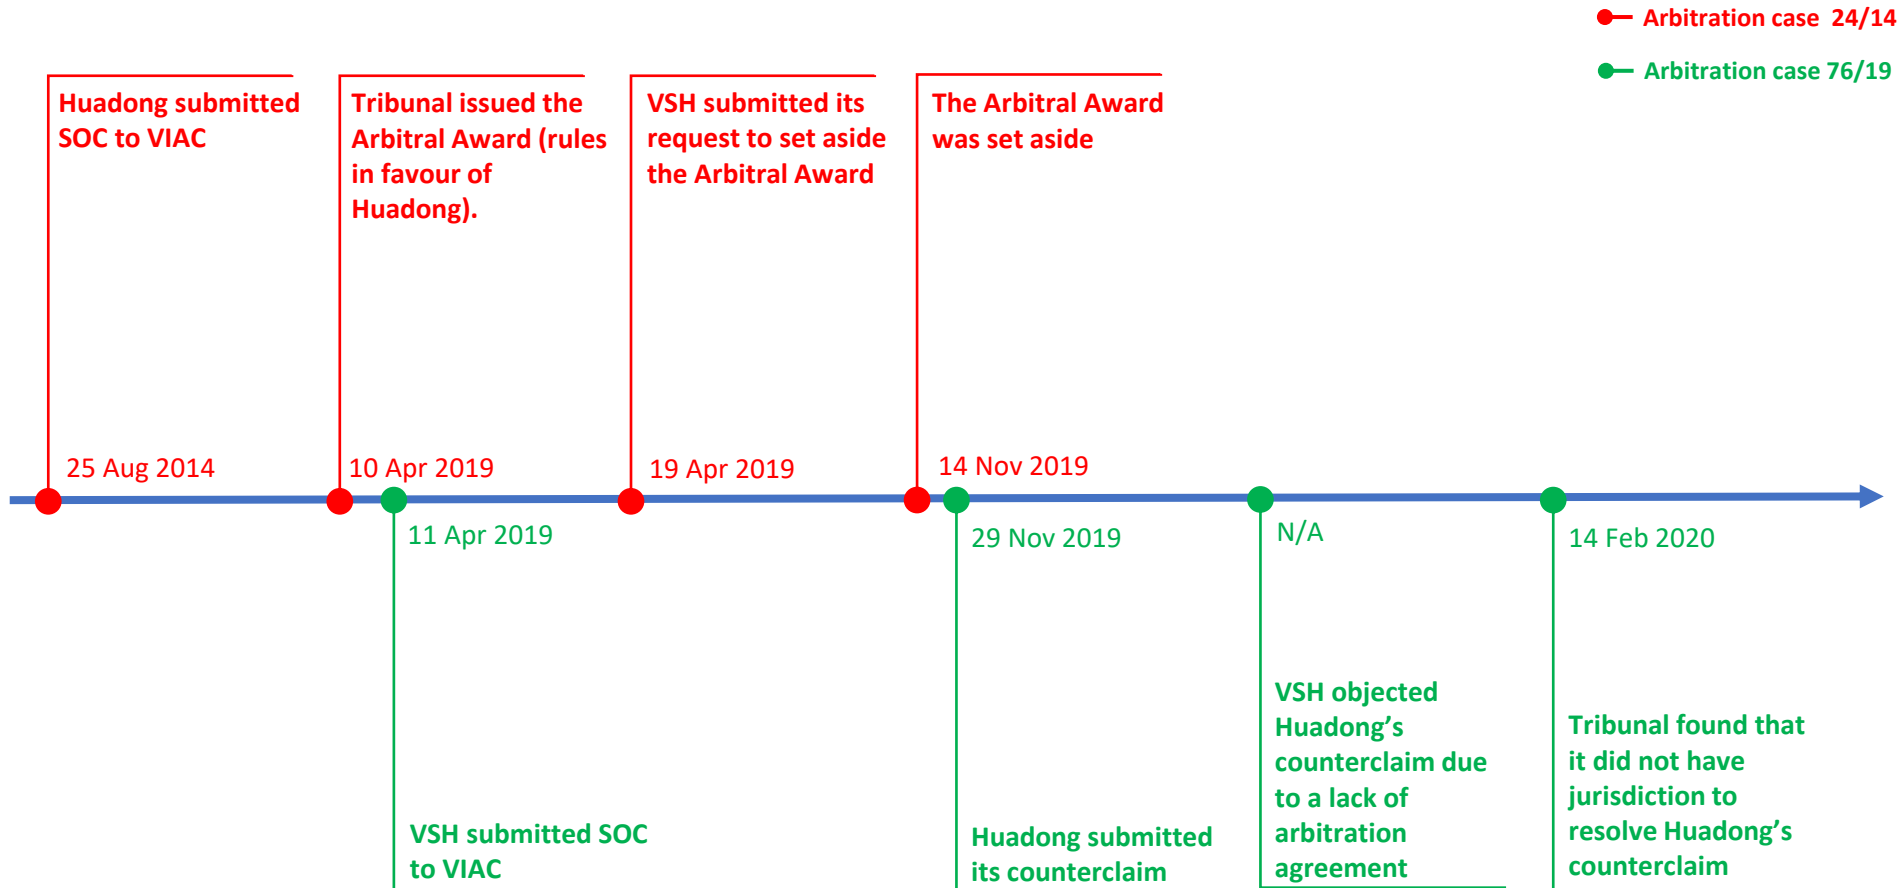 Arbitration case 24/14
Arbitration case 76/19
Huadong submitted
SOC to VIAC
Tribunal issued the
Arbitral Award (rules
in favour of
Huadong).
VSH submitted its
request to set aside
the Arbitral Award
The Arbitral Award
was set aside
25 Aug 2014
10 Apr 2019
19 Apr 2019
14 Nov 2019
11 Apr 2019
29 Nov 2019
N/A
14 Feb 2020
VSH submitted SOC
to VIAC
Huadong submitted
its counterclaim
VSH objected
Huadong’s
counterclaim due
to a lack of
arbitration
agreement
Tribunal found that
it did not have
jurisdiction to
resolve Huadong’s
counterclaim